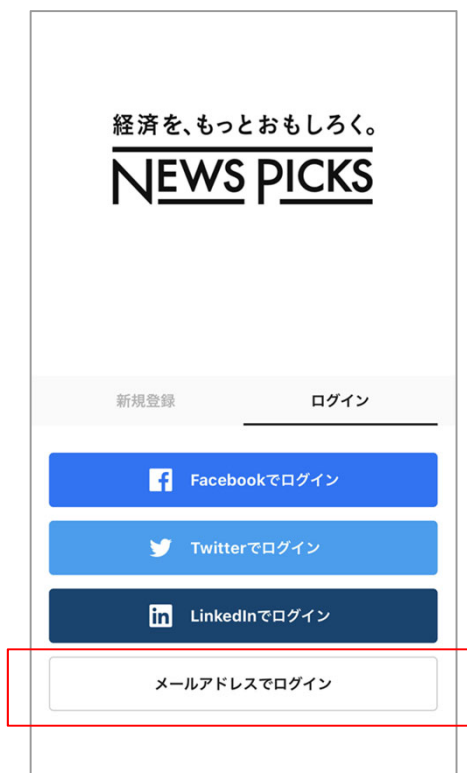 経済を、もっとおもしろく。
NEWS PICKS
新規登録 ログイン
Facebookでログイン
Twitterでログイン
LinkedInでログイン
メールアドレスでログイン